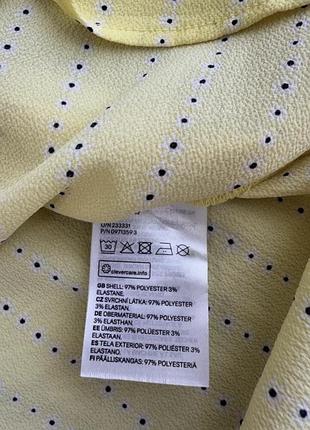 O/N 233331
P/N 0971359 3
30
clevercare.info
GB SHELL: 97% POLYESTER 3%
ELASTANE.
CZ SVRCHNÍ LÁTKA: 97% POLYESTER
3% ELASTAN.
DE OBERMATERIAL: 97% POLYESTER
3% ELASTHAN.
EE ÜMBRIS: 97% POLÜESTER 3%
ELASTAAN.
ES TELA EXTERIOR: 97% POLIÉSTER 3%
ELASTANO.
FI PÄÄLLISKANGAS: 97% POLYESTERIÄ
3% ELASTAANIA.